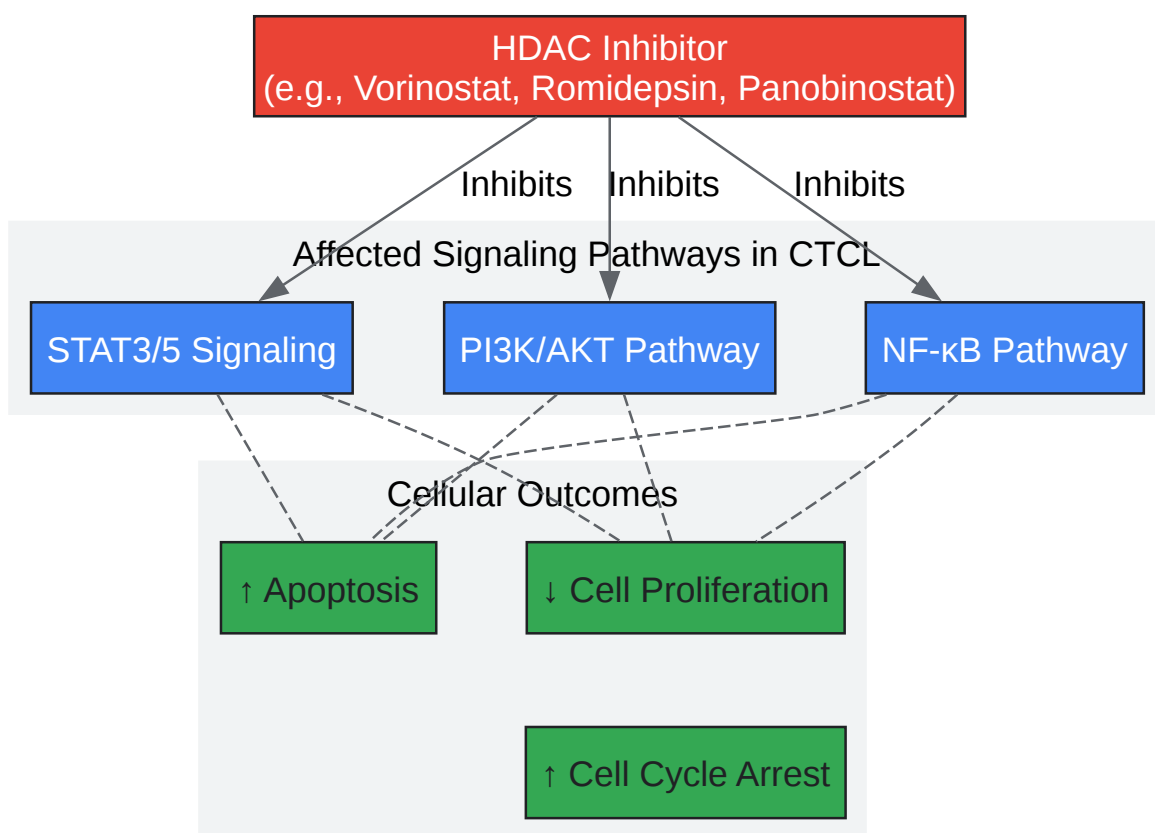 HDAC Inhibitor
(e.g., Vorinostat, Romidepsin, Panobinostat)
Inhibits
Inhibits
Inhibits
Affected Signaling Pathways in CTCL
STAT3/5 Signaling
PI3K/AKT Pathway
NF-κB Pathway
Cellular Outcomes
↑ Apoptosis
↓ Cell Proliferation
↑ Cell Cycle Arrest